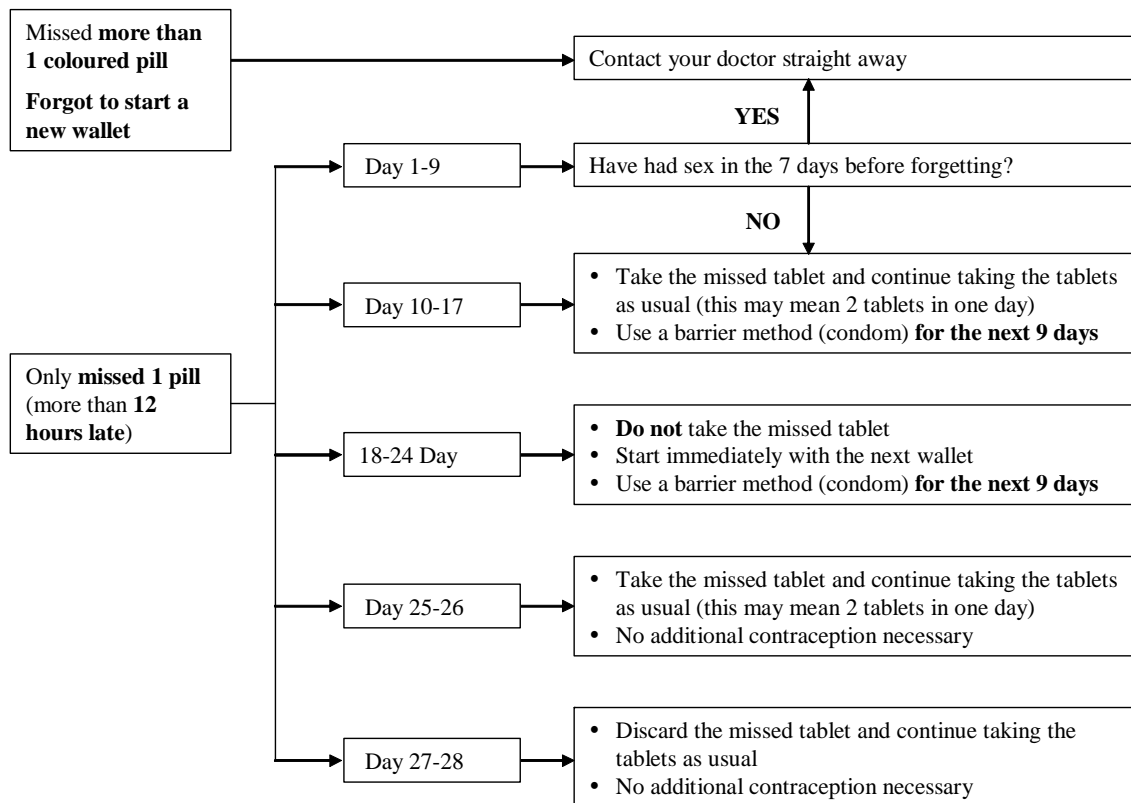 Missed more than
1 coloured pill
Forgot to start a
new wallet
Contact your doctor straight away
YES
Day 1-9
Have had sex in the 7 days before forgetting?
NO
Day 10-17
• Take the missed tablet and continue taking the tablets
as usual (this may mean 2 tablets in one day)
• Use a barrier method (condom) for the next 9 days
Only missed 1 pill
(more than 12
hours late)
18-24 Day
• Do not take the missed tablet
• Start immediately with the next wallet
• Use a barrier method (condom) for the next 9 days
Day 25-26
• Take the missed tablet and continue taking the tablets
as usual (this may mean 2 tablets in one day)
• No additional contraception necessary
Day 27-28
• Discard the missed tablet and continue taking the
tablets as usual
• No additional contraception necessary